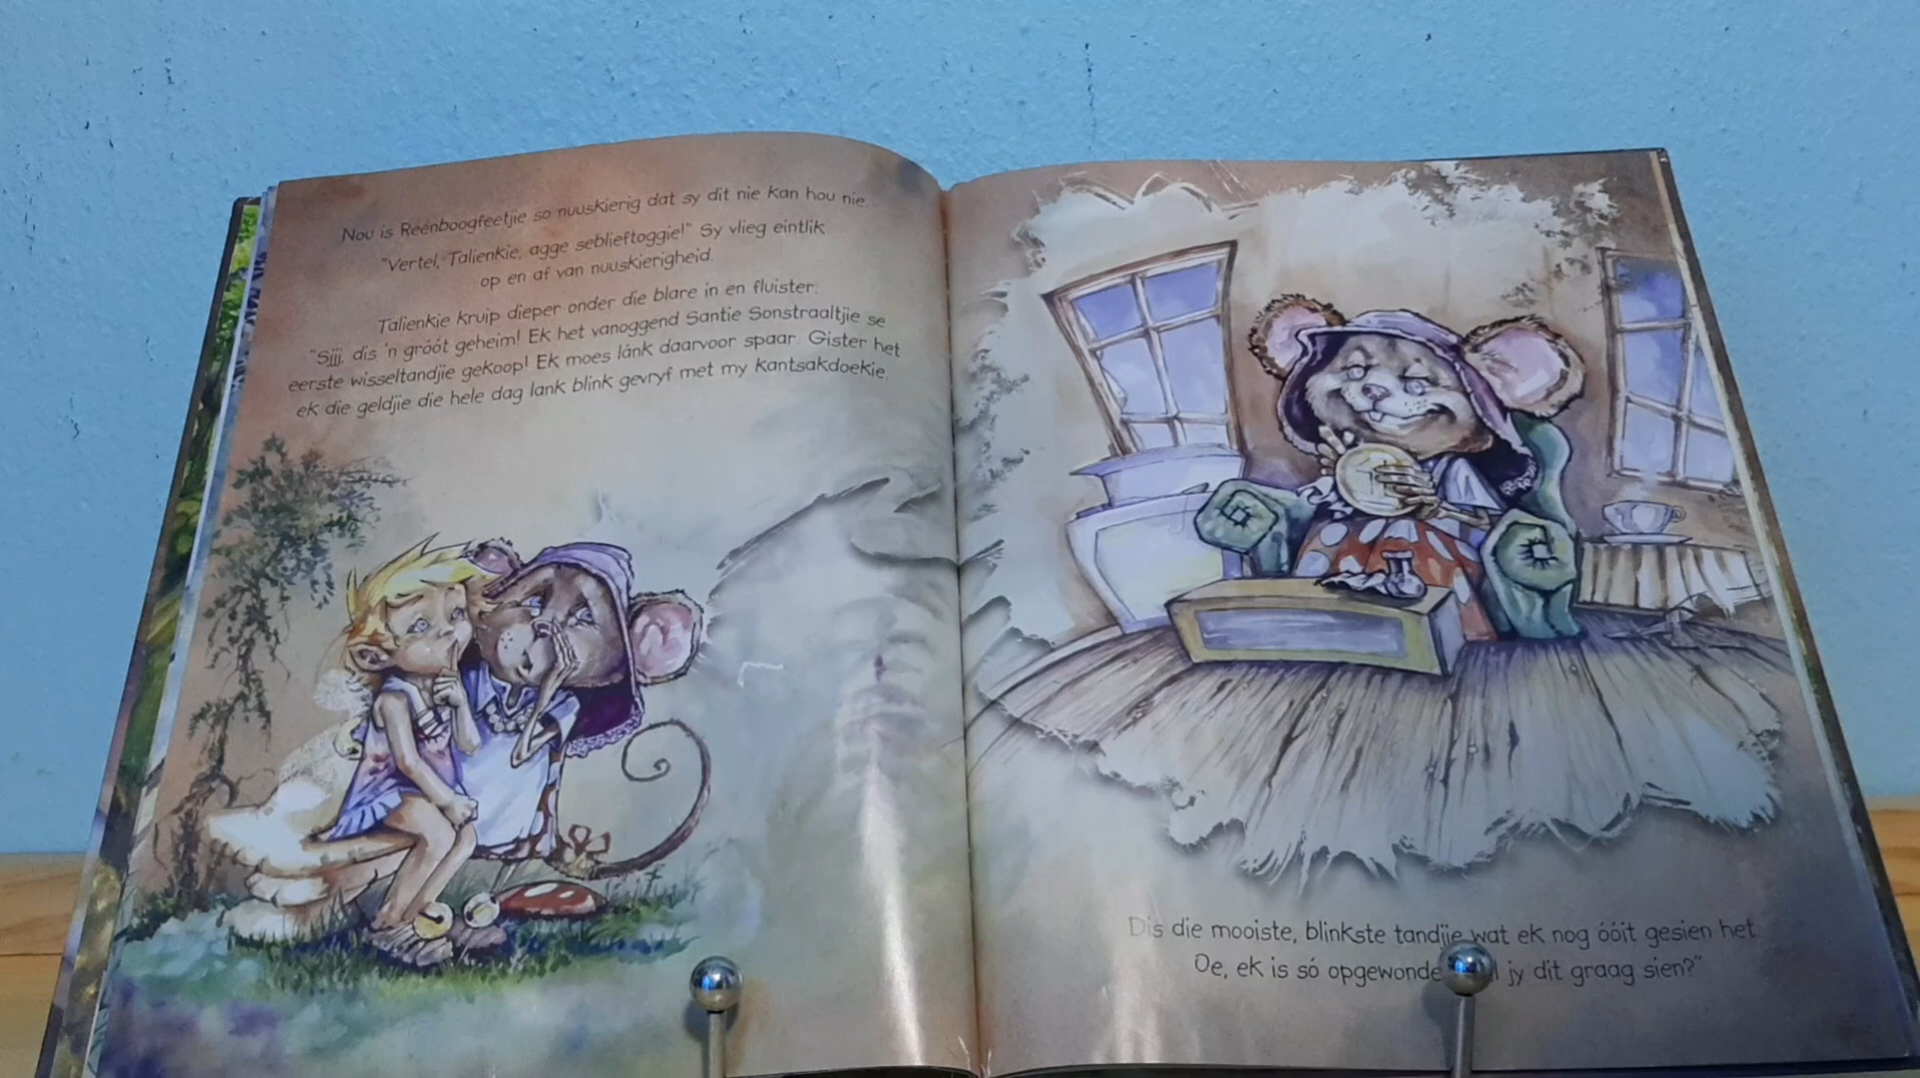 Nou is Reënboogfeetjie so nuuskierig dat sy dit nie kan hou nie.
"Vertel, Talienkie, agge seblieftoggie!" Sy vlieg eintlik
op en af van nuuskierigheid.
Talienkie kruip dieper onder die blare in en fluister:
"Sjjj, dis 'n gróót geheim! Ek het vanoggend Santie Sonstraaltjie se
eerste wisseltandjie gekoop! Ek moes lánk daarvoor spaar. Gister het
ek die geldjie die hele dag lank blink gevryf met my kantsakdoekie.
Dis die mooiste, blinkste tandjie wat ek nog óóit gesien het.
Oe, ek is só opgewonde jy dit graag sien?"